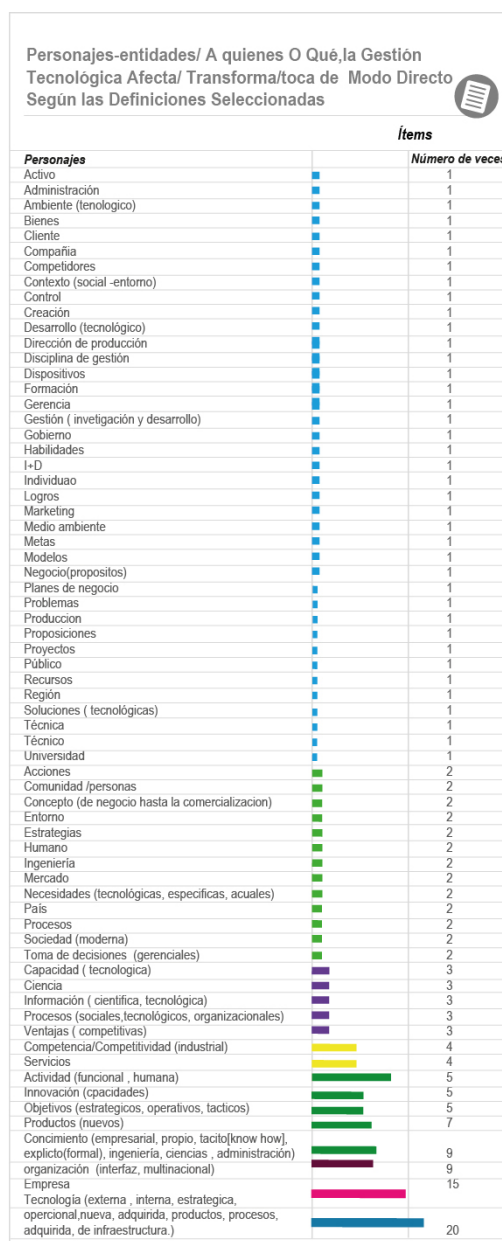 Personajes-entidades/ A quienes O Qué,la Gestión
Tecnológica Afecta/ Transforma/toca de Modo Directo
Según las Definiciones Seleccionadas
Ítems
Personajes Número de veces
Activo 1
Administración 1
Ambiente (tenologico) 1
Bienes 1
Cliente 1
Compañia 1
Competidores 1
Contexto (social -entorno) 1
Control 1
Creación 1
Desarrollo (tecnológico) 1
Dirección de producción 1
Disciplina de gestión 1
Dispositivos 1
Formación 1
Gerencia 1
Gestión ( invetigación y desarrollo) 1
Gobierno 1
Habilidades 1
I+D 1
Individuao 1
Logros 1
Marketing 1
Medio ambiente 1
Metas 1
Modelos 1
Negocio(propositos) 1
Planes de negocio 1
Problemas 1
Produccion 1
Proposiciones 1
Proyectos 1
Público 1
Recursos 1
Región 1
Soluciones ( tecnológicas) 1
Técnica 1
Técnico 1
Universidad 1
Acciones 2
Comunidad /personas 2
Concepto (de negocio hasta la comercializacion) 2
Entorno 2
Estrategias 2
Humano 2
Ingeniería 2
Mercado 2
Necesidades (tecnológicas, especificas, acuales) 2
País 2
Procesos 2
Sociedad (moderna) 2
Toma de decisiones (gerenciales) 2
Capacidad ( tecnologica) 3
Ciencia 3
Información ( cientifica, tecnológica) 3
Procesos (sociales,tecnológicos, organizacionales) 3
Ventajas ( competitivas) 3
Competencia/Competitividad (industrial) 4
Servicios 4
Actividad (funcional , humana) 5
Innovación (cpacidades) 5
Objetivos (estrategicos, operativos, tacticos) 5
Productos (nuevos) 7
Concimiento (empresarial, propio, tacito[know how],
explicto(formal), ingeniería, ciencias , administración) 9
organización (interfaz, multinacional) 9
Empresa 15
Tecnología (externa , interna, estrategica,
opercional,nueva, adquirida, productos, procesos,
adquirida, de infraestructura.) 20